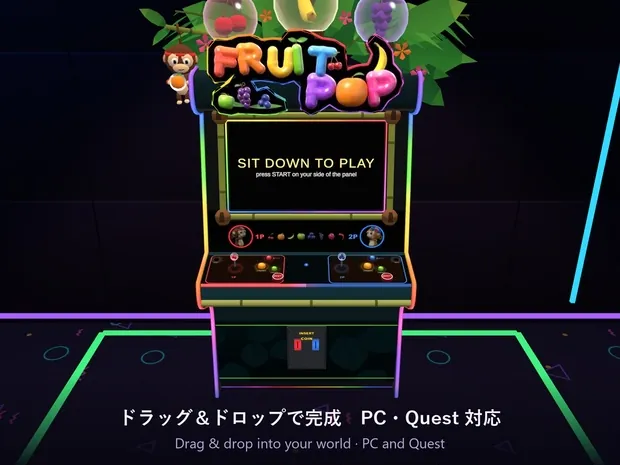 FRUIT
POP
SIT DOWN TO PLAY
press START on your side of the panel
1P 2P
INSERT
COIN
ドラッグ＆ドロップで完成　PC・Quest 対応
Drag & drop into your world · PC and Quest